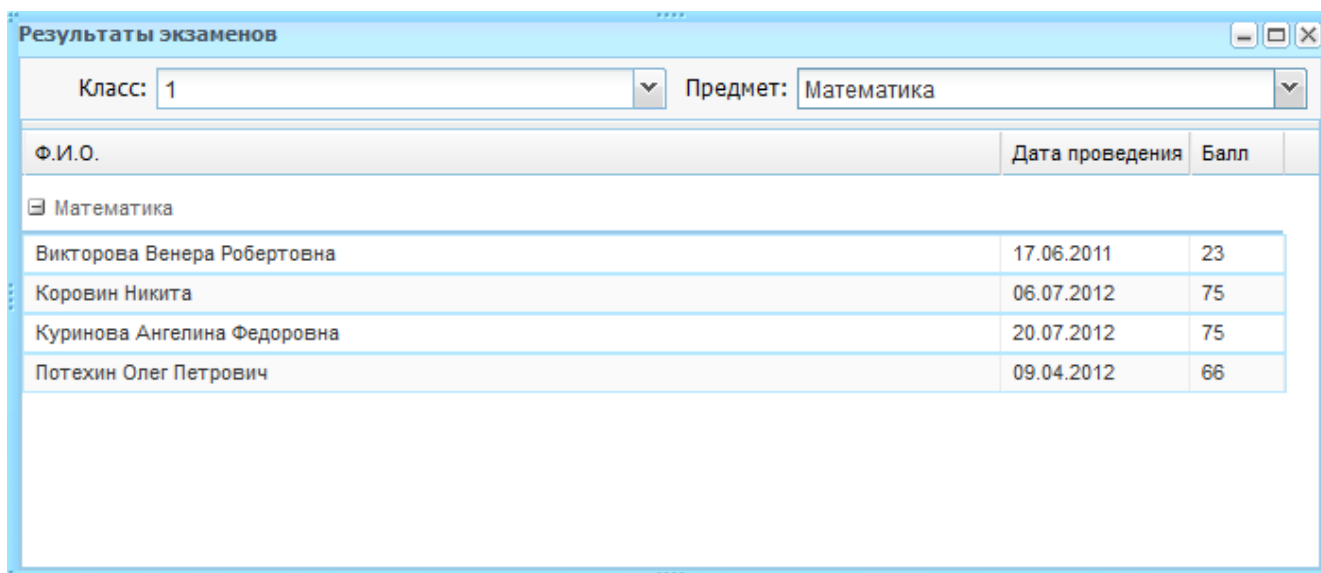 Результаты экзаменов
Класс: 1 Предмет: Математика
Ф.И.О. Дата проведения Балл
Математика
Викторова Венера Робертовна 17.06.2011 23
Коровин Никита 06.07.2012 75
Куринова Ангелина Федоровна 20.07.2012 75
Потехин Олег Петрович 09.04.2012 66